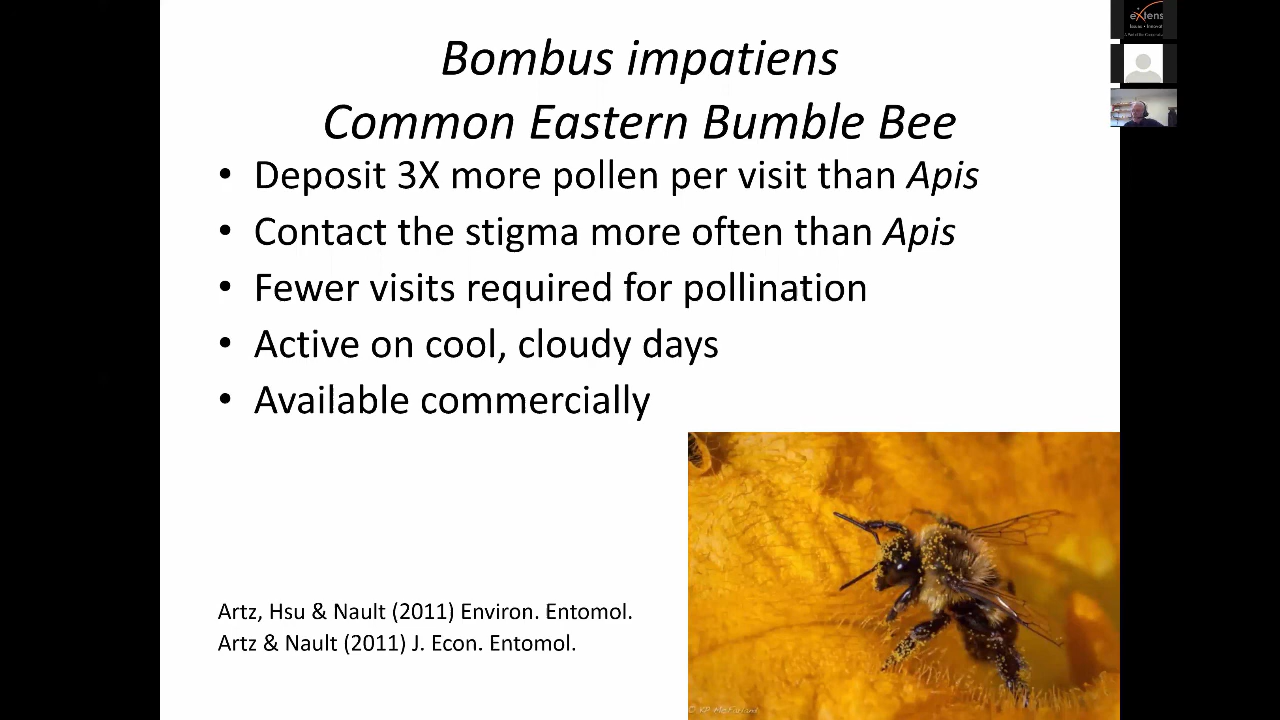 Bombus impatiens
Common Eastern Bumble Bee
• Deposit 3X more pollen per visit than Apis
• Contact the stigma more often than Apis
• Fewer visits required for pollination
• Active on cool, cloudy days
• Available commercially
Artz, Hsu & Nault (2011) Environ. Entomol.
Artz & Nault (2011) J. Econ. Entomol.
eXtens